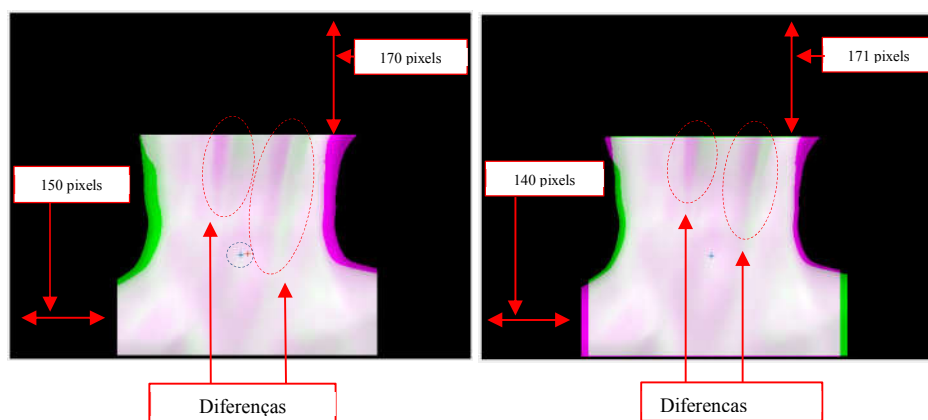 170 pixels
150 pixels
Diferenças
171 pixels
140 pixels
Diferencas